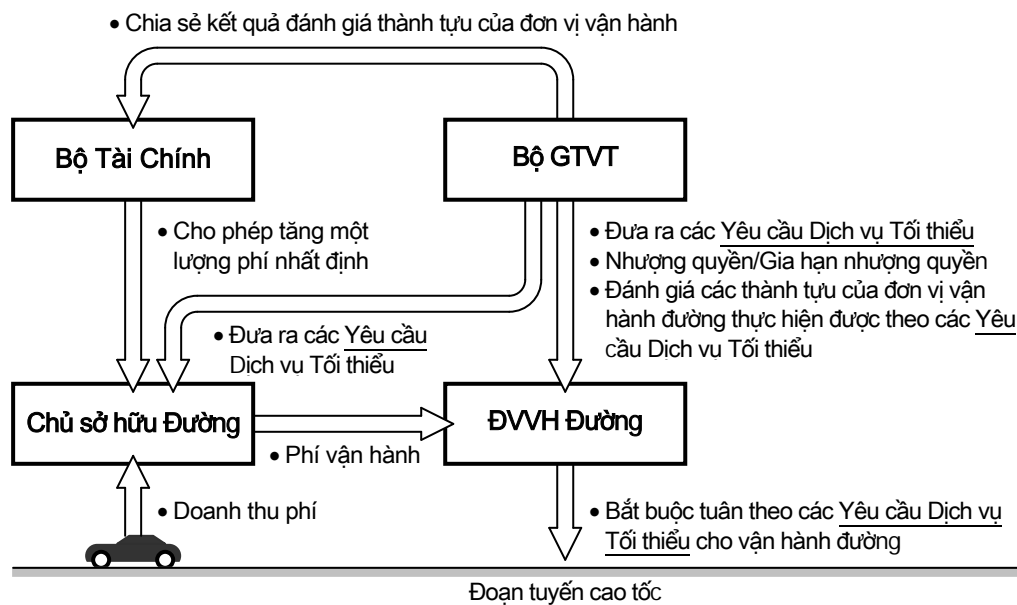 • Chia sẻ kết quả đánh giá thành tựu của đơn vị vận hành
Bộ Tài Chính
Bộ GTVT
• Cho phép tăng một
lượng phí nhất định
• Đưa ra các Yêu cầu Dịch vụ Tối thiểu
• Nhượng quyền/Gia hạn nhượng quyền
• Đánh giá các thành tựu của đơn vị vận
hành đường thực hiện được theo các Yêu
cầu Dịch vụ Tối thiểu
• Đưa ra các Yêu cầu
Dịch vụ Tối thiểu
Chủ sở hữu Đường
ĐVVH Đường
• Phí vận hành
• Doanh thu phí
• Bắt buộc tuân theo các Yêu cầu Dịch vụ
Tối thiểu cho vận hành đường
Đoạn tuyến cao tốc